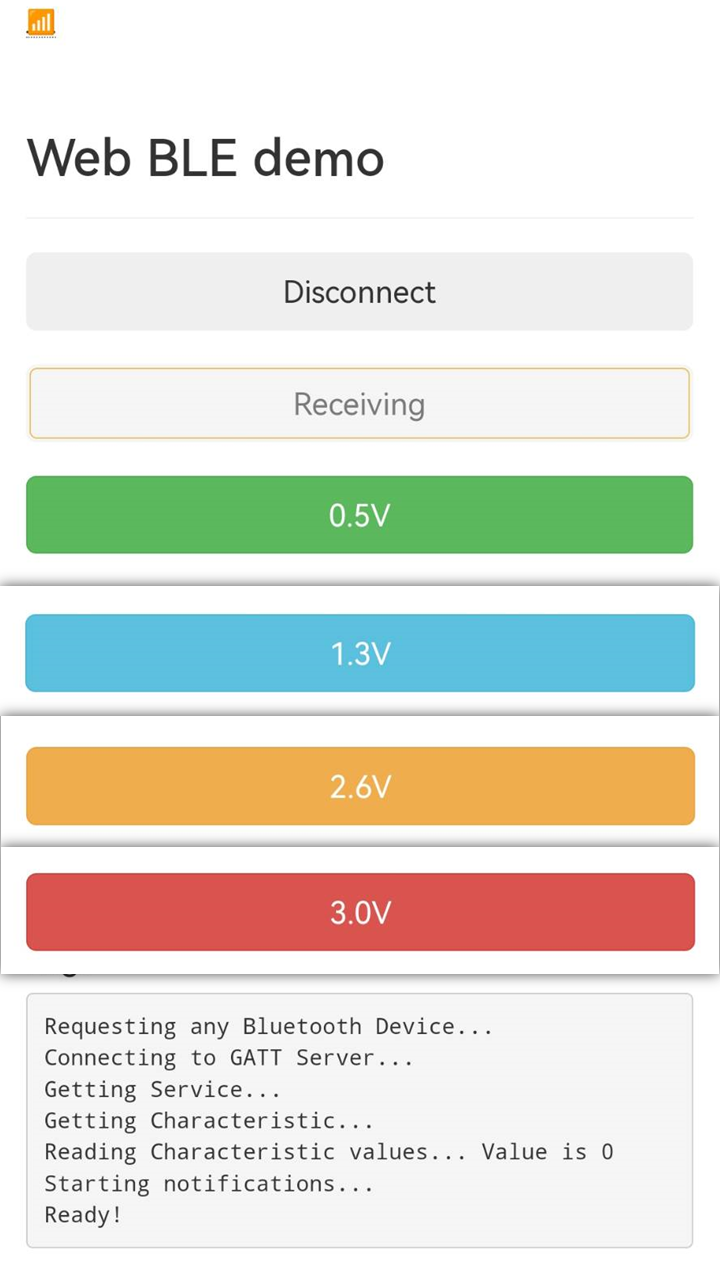 Web BLE demo
Disconnect
Receiving
0.5V
1.3V
2.6V
3.0V
Requesting any Bluetooth Device...
Connecting to GATT Server...
Getting Service...
Getting Characteristic...
Reading Characteristic values... Value is 0
Starting notifications...
Ready!